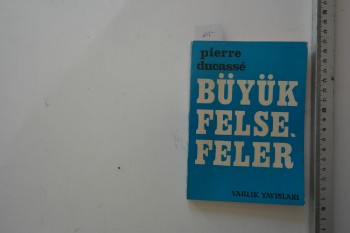 pierre
ducassé
BÜYÜK
FELSE.
FELER
VARLIK YAYINLARI